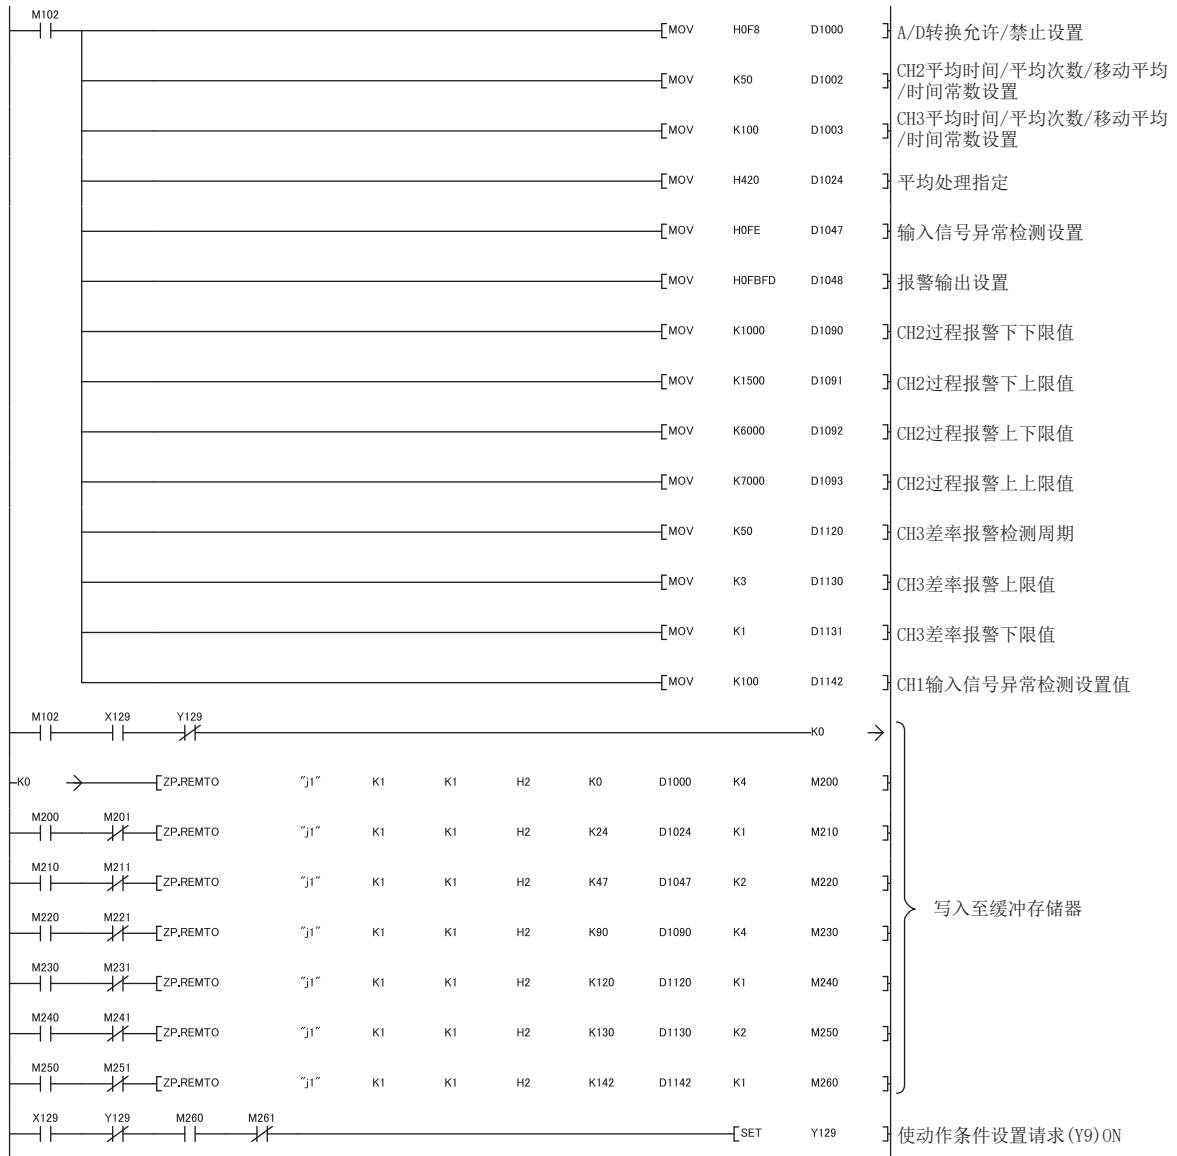 M102
MOV H0F8 D1000 A/D转换允许/禁止设置
MOV K50 D1002 CH2平均时间/平均次数/移动平均
/时间常数设置
MOV K100 D1003 CH3平均时间/平均次数/移动平均
/时间常数设置
MOV H420 D1024 平均处理指定
MOV H0FE D1047 输入信号异常检测设置
MOV H0FBFD D1048 报警输出设置
MOV K1000 D1090 CH2过程报警下下限值
MOV K1500 D1091 CH2过程报警下上限值
MOV K6000 D1092 CH2过程报警上下限值
MOV K7000 D1093 CH2过程报警上上限值
MOV K50 D1120 CH3差率报警检测周期
MOV K3 D1130 CH3差率报警上限值
MOV K1 D1131 CH3差率报警下限值
MOV K100 D1142 CH1输入信号异常检测设置值
M102 X129 Y129
K0
K0 ZP.REMTO "j1" K1 K1 H2 K0 D1000 K4 M200
M200 M201
ZP.REMTO "j1" K1 K1 H2 K24 D1024 K1 M210
M210 M211
ZP.REMTO "j1" K1 K1 H2 K47 D1047 K2 M220
写入至缓冲存储器
M220 M221
ZP.REMTO "j1" K1 K1 H2 K90 D1090 K4 M230
M230 M231
ZP.REMTO "j1" K1 K1 H2 K120 D1120 K1 M240
M240 M241
ZP.REMTO "j1" K1 K1 H2 K130 D1130 K2 M250
M250 M251
ZP.REMTO "j1" K1 K1 H2 K142 D1142 K1 M260
X129 Y129 M260 M261
SET Y129 使动作条件设置请求(Y9)ON